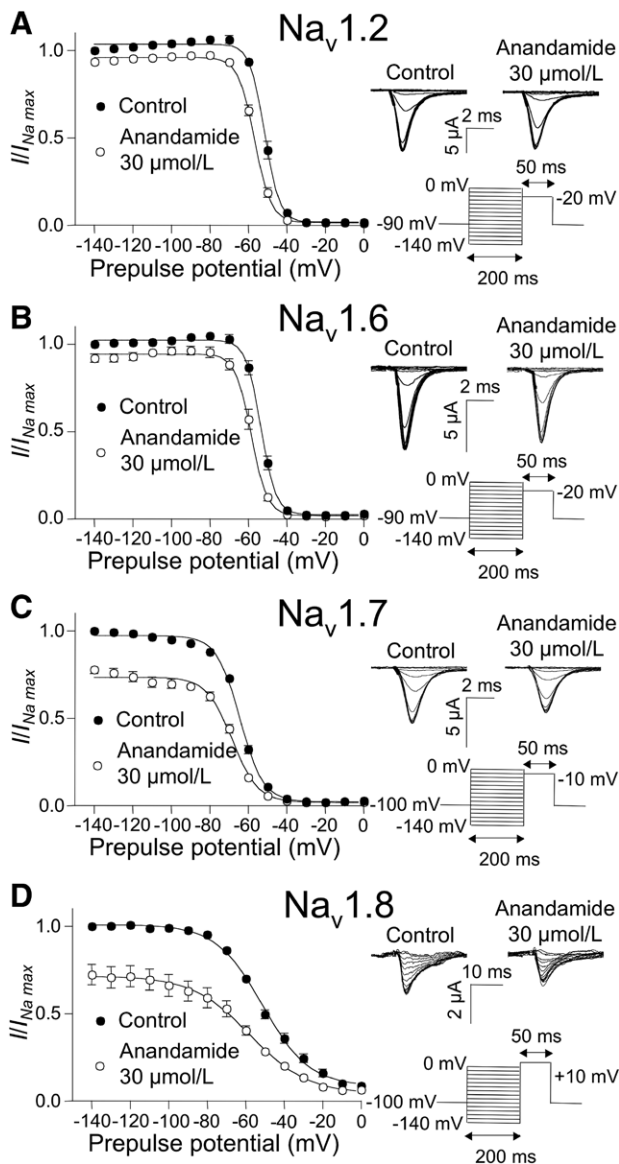 A
Na_v1.2
I/I_Na max
1.0
0.5
0.0
Control
Anandamide
30 µmol/L
-140 -120 -100 -80 -60 -40 -20 0
Prepulse potential (mV)
Control
Anandamide
30 µmol/L
2 ms
5 µA
50 ms
0 mV
-20 mV
-90 mV
-140 mV
200 ms
B
Na_v1.6
I/I_Na max
1.0
0.5
0.0
Control
Anandamide
30 µmol/L
-140 -120 -100 -80 -60 -40 -20 0
Prepulse potential (mV)
Control
Anandamide
30 µmol/L
2 ms
5 µA
50 ms
0 mV
-20 mV
-90 mV
-140 mV
200 ms
C
Na_v1.7
I/I_Na max
1.0
0.5
0.0
Control
Anandamide
30 µmol/L
-140 -120 -100 -80 -60 -40 -20 0
Prepulse potential (mV)
Control
Anandamide
30 µmol/L
2 ms
5 µA
50 ms
0 mV
-10 mV
-100 mV
-140 mV
200 ms
D
Na_v1.8
I/I_Na max
1.0
0.5
0.0
Control
Anandamide
30 µmol/L
-140 -120 -100 -80 -60 -40 -20 0
Prepulse potential (mV)
Control
Anandamide
30 µmol/L
10 ms
2 µA
50 ms
0 mV
+10 mV
-100 mV
-140 mV
200 ms